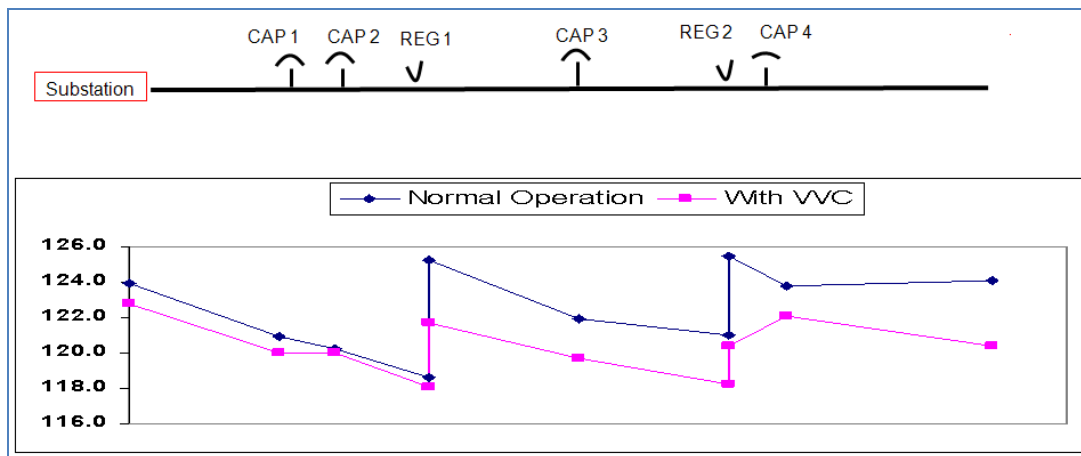 CAP 1 CAP 2 REG 1 CAP 3 REG 2 CAP 4
Substation
Normal Operation With VVC
126.0
124.0
122.0
120.0
118.0
116.0